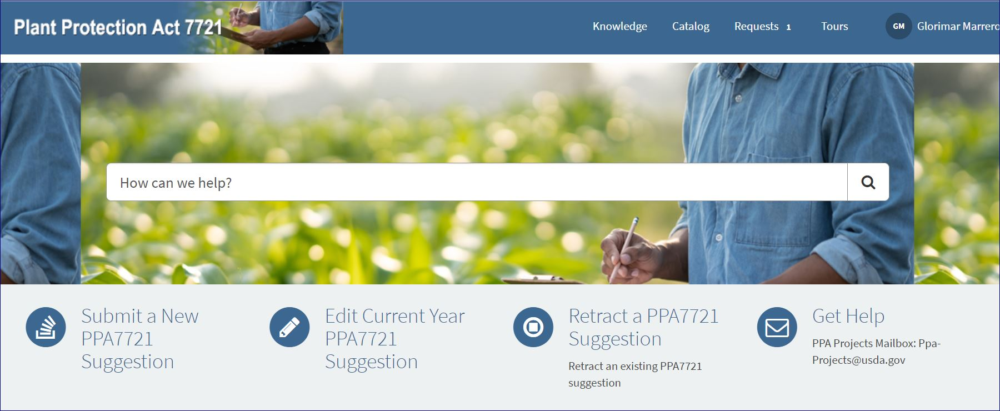 Plant Protection Act 7721
Knowledge
Catalog
Requests 1
Tours
GM
Glorimar Marrero
How can we help?
Submit a New
PPA7721
Suggestion
Edit Current Year
PPA7721
Suggestion
Retract a PPA7721
Suggestion
Retract an existing PPA7721
suggestion
Get Help
PPA Projects Mailbox: Ppa-
Projects@usda.gov